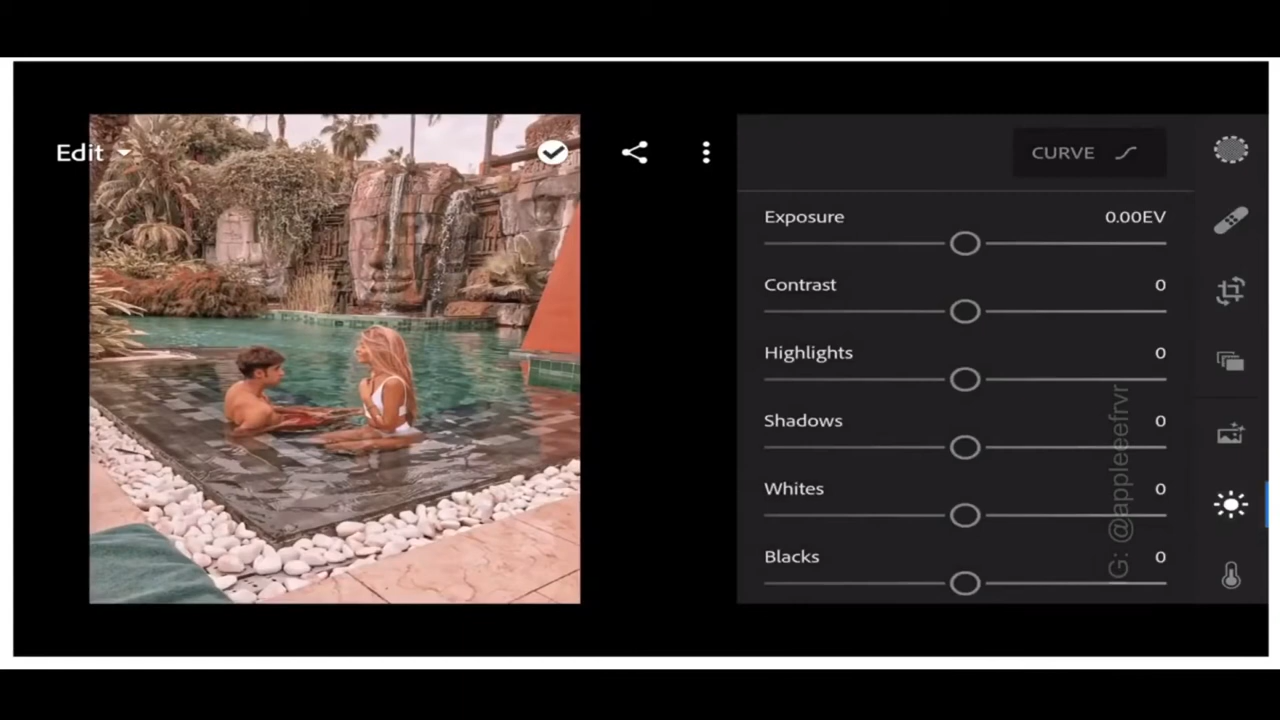 Edit
CURVE
Exposure 0.00EV
Contrast 0
Highlights 0
Shadows 0
Whites 0
Blacks 0
G: @appleeefrvr